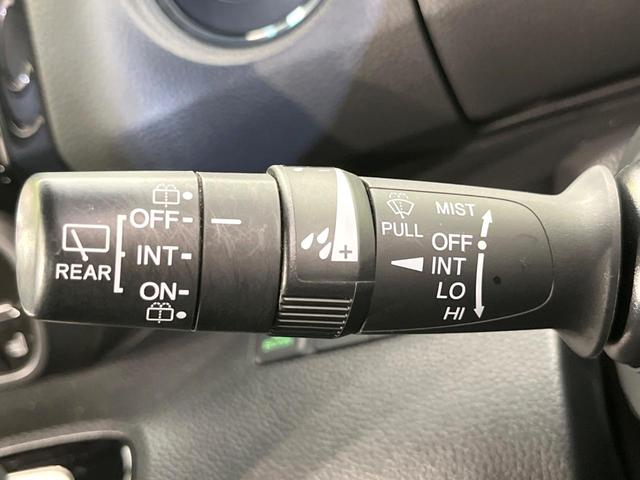 REAR
OFF
INT
ON
PULL
MIST
OFF
INT
LO
HI